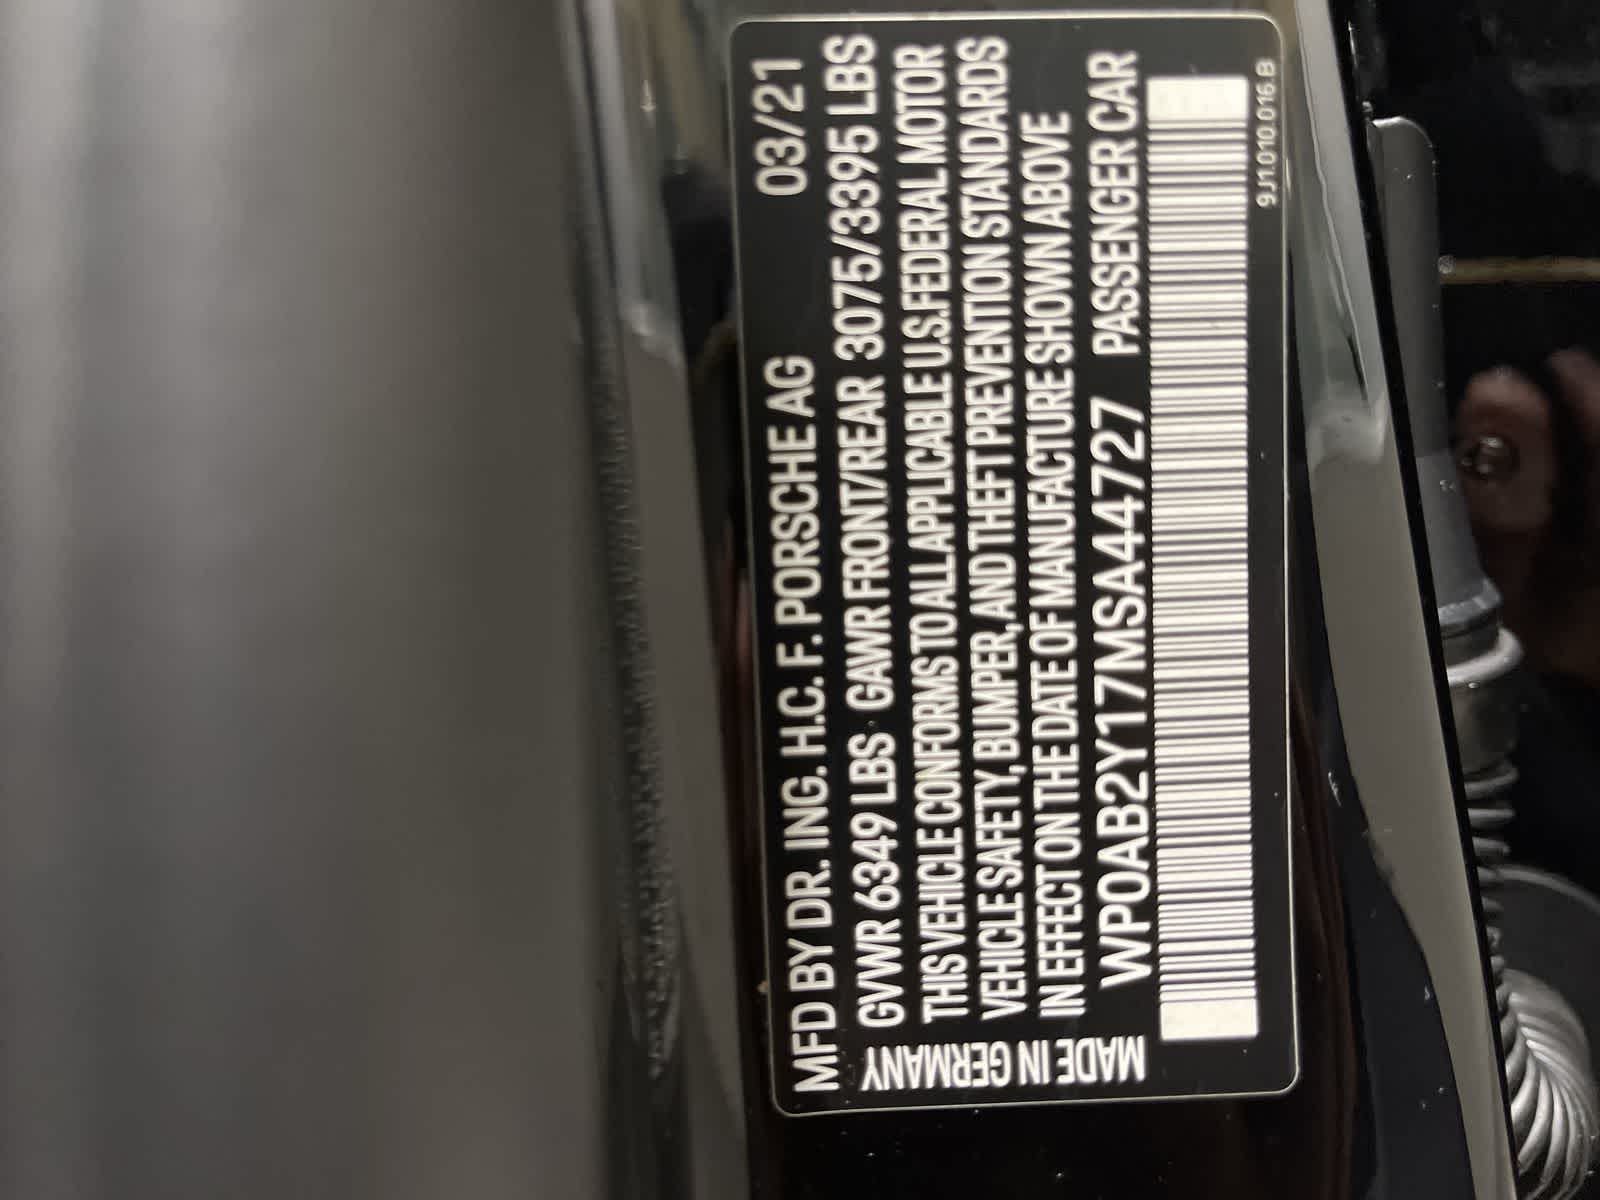 MFD BY DR. ING. H.C. F. PORSCHE AG 03/21
GVWR 6349 LBS GAWR FRONT/REAR 3075/3395 LBS
THIS VEHICLE CONFORMS TO ALL APPLICABLE U.S. FEDERAL MOTOR
VEHICLE SAFETY, BUMPER, AND THEFT PREVENTION STANDARDS
IN EFFECT ON THE DATE OF MANUFACTURE SHOWN ABOVE
WP0AB2Y17MSA44727 PASSENGER CAR
MADE IN GERMANY
9J1.010.016.B